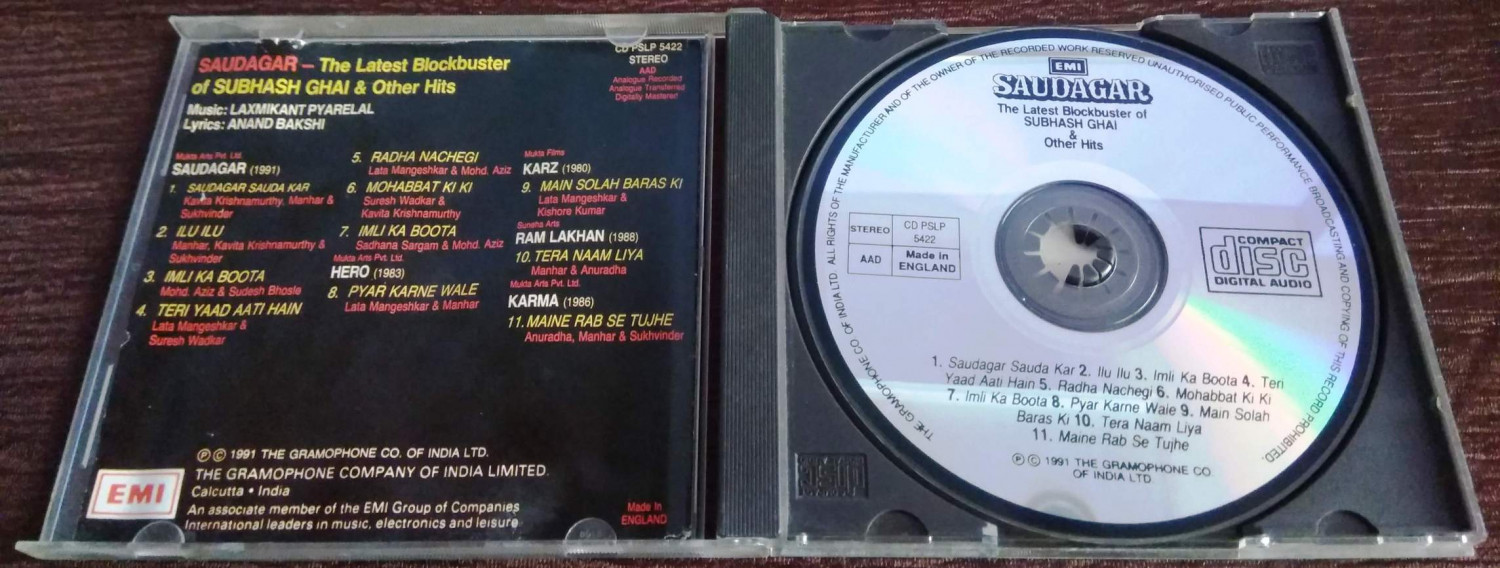 SAUDAGAR – The Latest Blockbuster
of SUBHASH GHAI & Other Hits
Music: LAXMIKANT PYARELAL
Lyrics: ANAND BAKSHI
CD PSLP 5422
STEREO
AAD
Analogue Recorded
Analogue Transferred
Digitally Mastered
Mukta Arts Pvt. Ltd.
SAUDAGAR (1991)
1. SAUDAGAR SAUDA KAR
Kavita Krishnamurthy, Manhar &
Sukhvinder
2. ILU ILU
Manhar, Kavita Krishnamurthy &
Sukhvinder
3. IMLI KA BOOTA
Mohd. Aziz & Sudesh Bhosle
4. TERI YAAD AATI HAIN
Lata Mangeshkar &
Suresh Wadkar
5. RADHA NACHEGI
Lata Mangeshkar & Mohd. Aziz
6. MOHABBAT KI KI
Suresh Wadkar &
Kavita Krishnamurthy
7. IMLI KA BOOTA
Sadhana Sargam & Mohd. Aziz
Mukta Arts Pvt. Ltd.
HERO (1983)
8. PYAR KARNE WALE
Lata Mangeshkar & Manhar
Mukta Films
KARZ (1980)
9. MAIN SOLAH BARAS KI
Lata Mangeshkar &
Kishore Kumar
Suneha Arts
RAM LAKHAN (1988)
10. TERA NAAM LIYA
Manhar & Anuradha
Mukta Arts Pvt. Ltd.
KARMA (1986)
11. MAINE RAB SE TUJHE
Anuradha, Manhar & Sukhvinder
℗ © 1991 THE GRAMOPHONE CO. OF INDIA LTD.
THE GRAMOPHONE COMPANY OF INDIA LIMITED.
Calcutta • India
An associate member of the EMI Group of Companies
International leaders in music, electronics and leisure
EMI
Made in
ENGLAND
THE GRAMOPHONE CO. OF INDIA LTD. ALL RIGHTS OF THE MANUFACTURER AND OF THE OWNER OF THE RECORDED WORK RESERVED UNAUTHORISED PUBLIC PERFORMANCE BROADCASTING AND COPYING OF THIS RECORD PROHIBITED.
EMI
SAUDAGAR
The Latest Blockbuster of
SUBHASH GHAI
&
Other Hits
STEREO
CD PSLP
5422
AAD
Made in
ENGLAND
COMPACT
disc
DIGITAL AUDIO
1. Saudagar Sauda Kar 2. Ilu Ilu 3. Imli Ka Boota 4. Teri
Yaad Aati Hain 5. Radha Nachegi 6. Mohabbat Ki Ki
7. Imli Ka Boota 8. Pyar Karne Wale 9. Main Solah
Baras Ki 10. Tera Naam Liya
11. Maine Rab Se Tujhe
℗ © 1991 THE GRAMOPHONE CO.
OF INDIA LTD.
disc